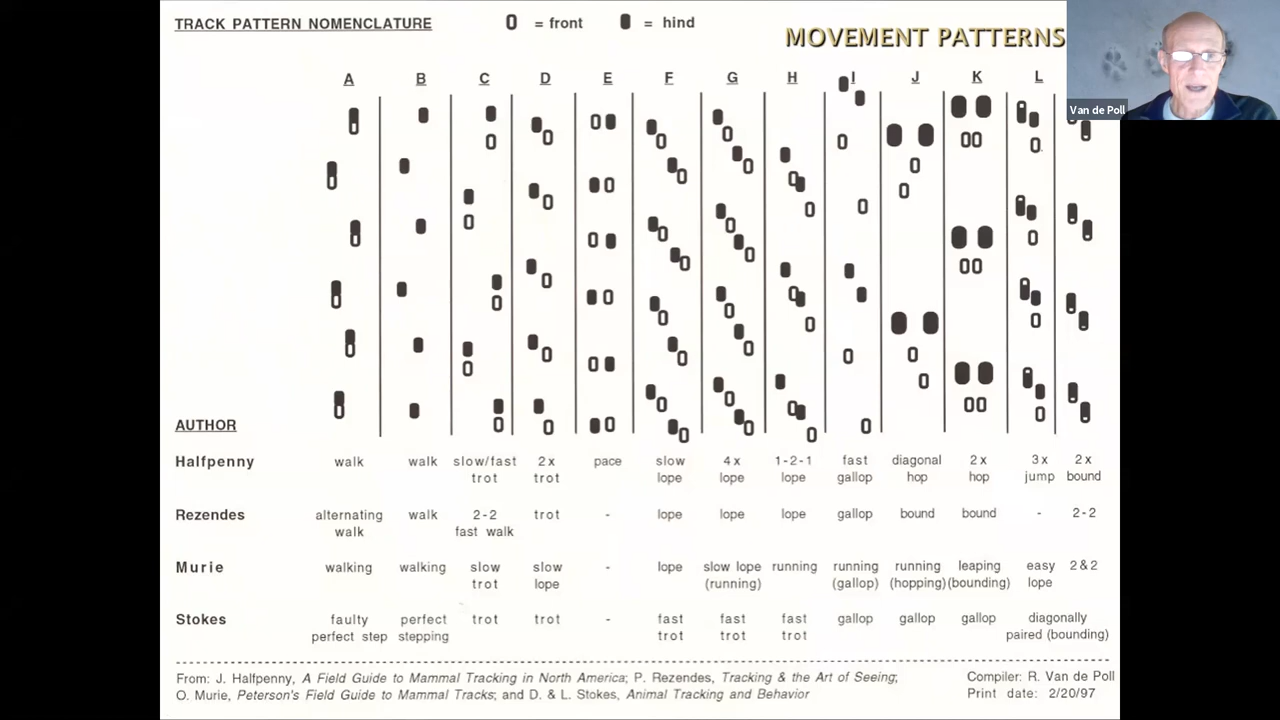 TRACK PATTERN NOMENCLATURE = front = hind
MOVEMENT PATTERNS
A B C D E F G H I J K L
Van de Poll
AUTHOR
Halfpenny walk walk slow/fast 2x pace slow 4x 1-2-1 fast diagonal 2x 3x 2x
trot trot lope lope lope gallop hop hop jump bound
Rezendes alternating walk 2-2 trot - lope lope lope gallop bound bound - 2-2
walk fast walk
Murie walking walking slow slow - lope slow lope running running running leaping easy 2&2
trot lope (running) (gallop) (hopping) (bounding) lope
Stokes faulty perfect trot trot - fast fast fast gallop gallop gallop diagonally
perfect step stepping trot trot trot paired (bounding)
From: J. Halfpenny, A Field Guide to Mammal Tracking in North America; P. Rezendes, Tracking & the Art of Seeing; Compiler: R. Van de Poll
O. Murie, Peterson's Field Guide to Mammal Tracks; and D. & L. Stokes, Animal Tracking and Behavior Print date: 2/20/97